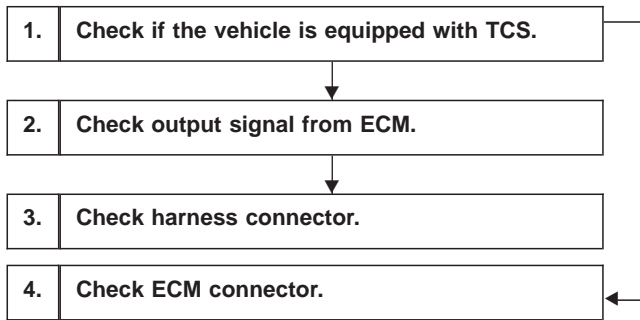 1. Check if the vehicle is equipped with TCS.
2. Check output signal from ECM.
3. Check harness connector.
4. Check ECM connector.